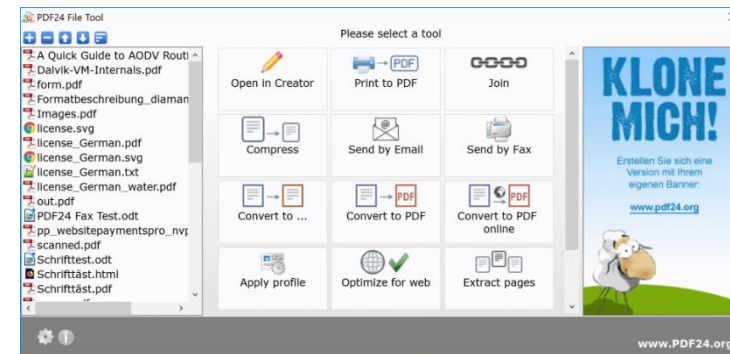 PDF24 File Tool
Please select a tool
A Quick Guide to AODV Routi
Dalvik-VM-Internals.pdf
form.pdf
Formatbeschreibung_diaman
Images.pdf
license.svg
license_German.pdf
license_German.svg
license_German.txt
license_German_water.pdf
out.pdf
PDF24 Fax Test.odt
pp_websitepaymentspro_nvp
scanned.pdf
Schrifttest.odt
Schrifttäst.html
Schrifttäst.pdf
Open in Creator
PDF
Print to PDF
Join
Compress
Send by Email
Send by Fax
Convert to ...
PDF
Convert to PDF
PDF
Convert to PDF
online
Apply profile
Optimize for web
Extract pages
KLONE
MICH!
Erstellen Sie sich eine
Version mit Ihrem
eigenen Banner.
www.pdf24.org
www.PDF24.org